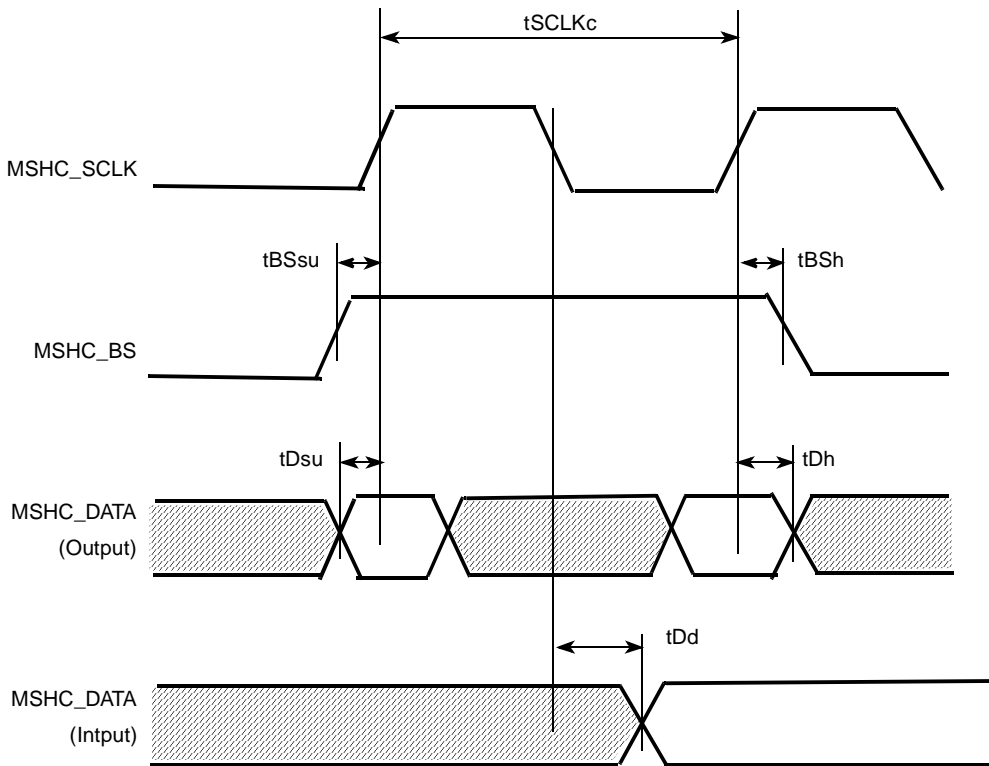 tSCLKc
MSHC_SCLK
tBSsu
tBSh
MSHC_BS
tDsu
tDh
MSHC_DATA
(Output)
tDd
MSHC_DATA
(Intput)